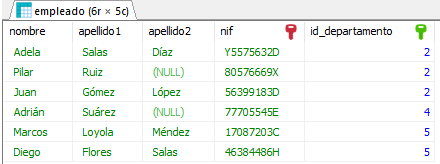 empleado (6r × 5c)
nombre apellido1 apellido2 nif id_departamento
Adela Salas Díaz Y5575632D 2
Pilar Ruiz (NULL) 80576669X 2
Juan Gómez López 56399183D 2
Adrián Suárez (NULL) 77705545E 4
Marcos Loyola Méndez 17087203C 5
Diego Flores Salas 46384486H 5